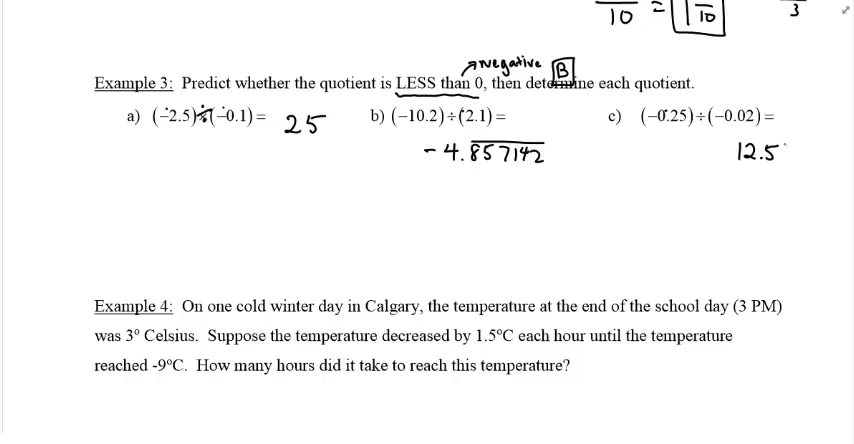 10 = 1 10 3
negative B
Example 3: Predict whether the quotient is LESS than 0, then determine each quotient.
a) (-2.5)÷(-0.1)= 25 b) (-10.2)÷(2.1)= c) (-0.25)÷(-0.02)=
-4.857142 12.5
Example 4: On one cold winter day in Calgary, the temperature at the end of the school day (3 PM)
was 3º Celsius. Suppose the temperature decreased by 1.5ºC each hour until the temperature
reached -9ºC. How many hours did it take to reach this temperature?